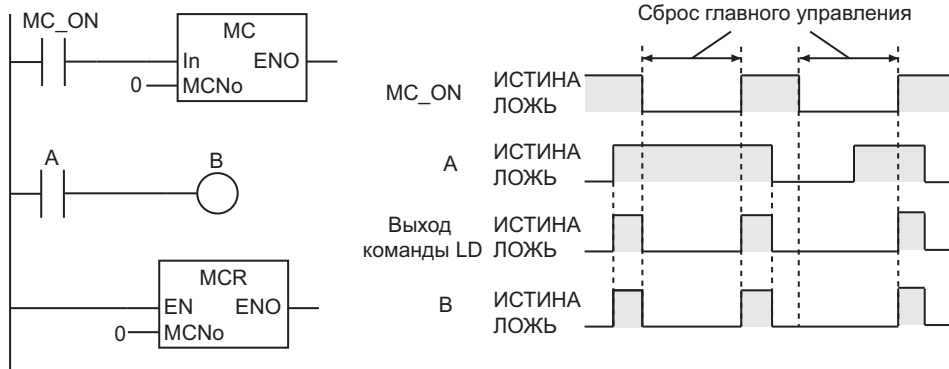 MC_ON
MC
In ENO
0 MCNo
A B
MCR
EN ENO
0 MCNo
Сброс главного управления
MC_ON ИСТИНА
ЛОЖЬ
A ИСТИНА
ЛОЖЬ
Выход ИСТИНА
команды LD ЛОЖЬ
B ИСТИНА
ЛОЖЬ